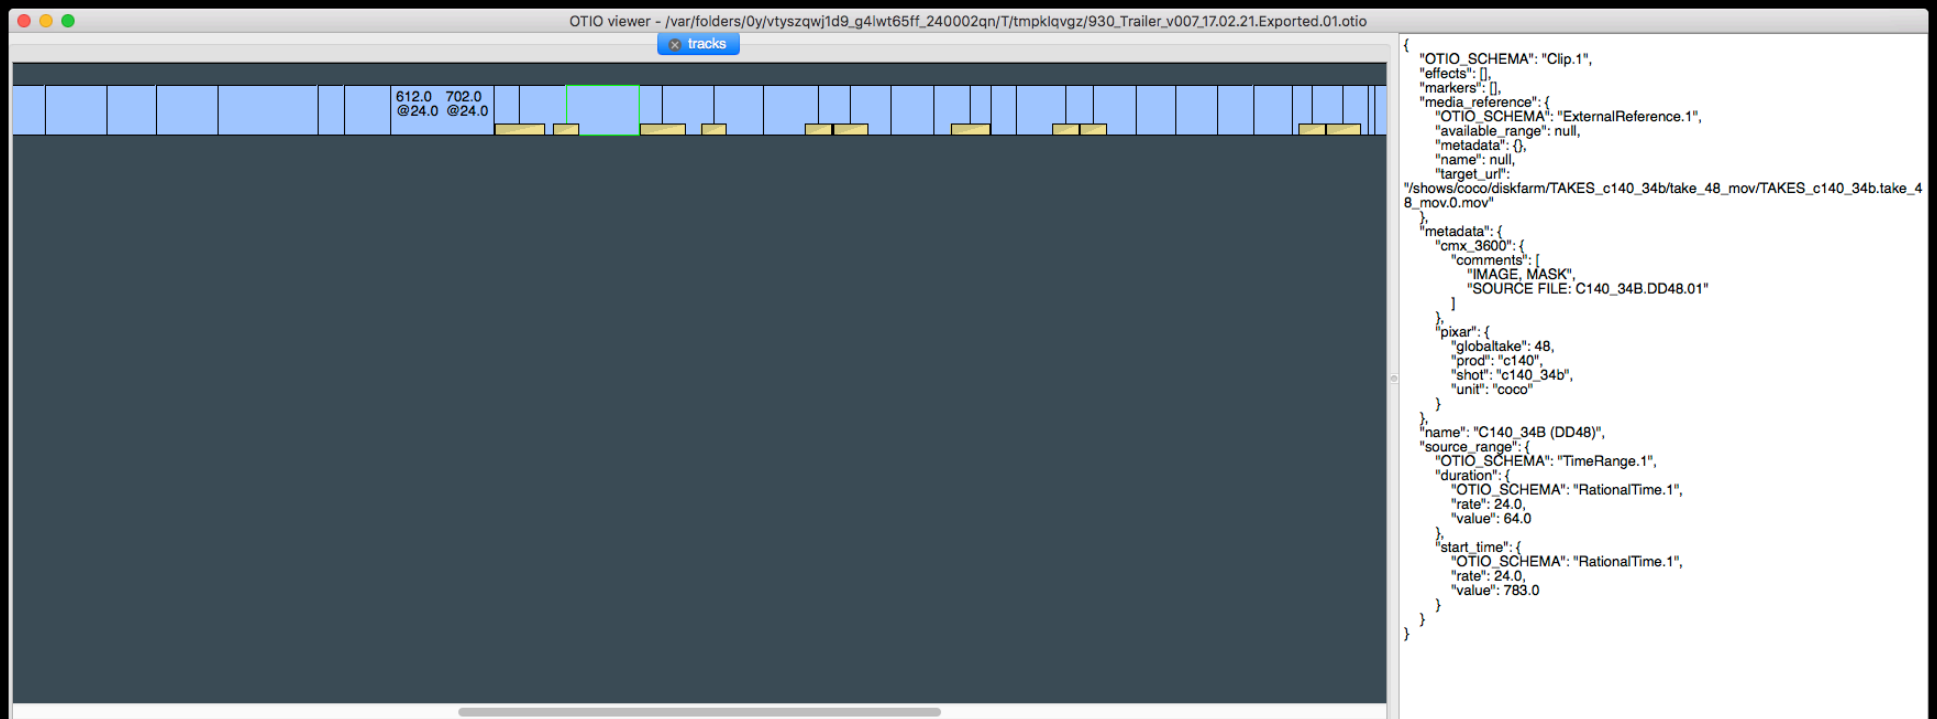 OTIO viewer - /var/folders/0y/vtyszqwj1d9_g4lwt65ff_240002qn/T/tmpklqvgz/930_Trailer_v007_17.02.21.Exported.01.otio
tracks
612.0 702.0
@24.0 @24.0
{
"OTIO_SCHEMA": "Clip.1",
"effects": [],
"markers": [],
"media_reference": {
"OTIO_SCHEMA": "ExternalReference.1",
"available_range": null,
"metadata": {},
"name": null,
"target_url":
"/shows/coco/diskfarm/TAKES_c140_34b/take_48_mov/TAKES_c140_34b.take_4
8_mov.0.mov"
},
"metadata": {
"cmx_3600": {
"comments": [
"IMAGE, MASK",
"SOURCE FILE: C140_34B.DD48.01"
]
},
"pixar": {
"globaltake": 48,
"prod": "c140",
"shot": "c140_34b",
"unit": "coco"
}
},
"name": "C140_34B (DD48)",
"source_range": {
"OTIO_SCHEMA": "TimeRange.1",
"duration": {
"OTIO_SCHEMA": "RationalTime.1",
"rate": 24.0,
"value": 64.0
},
"start_time": {
"OTIO_SCHEMA": "RationalTime.1",
"rate": 24.0,
"value": 783.0
}
}
}